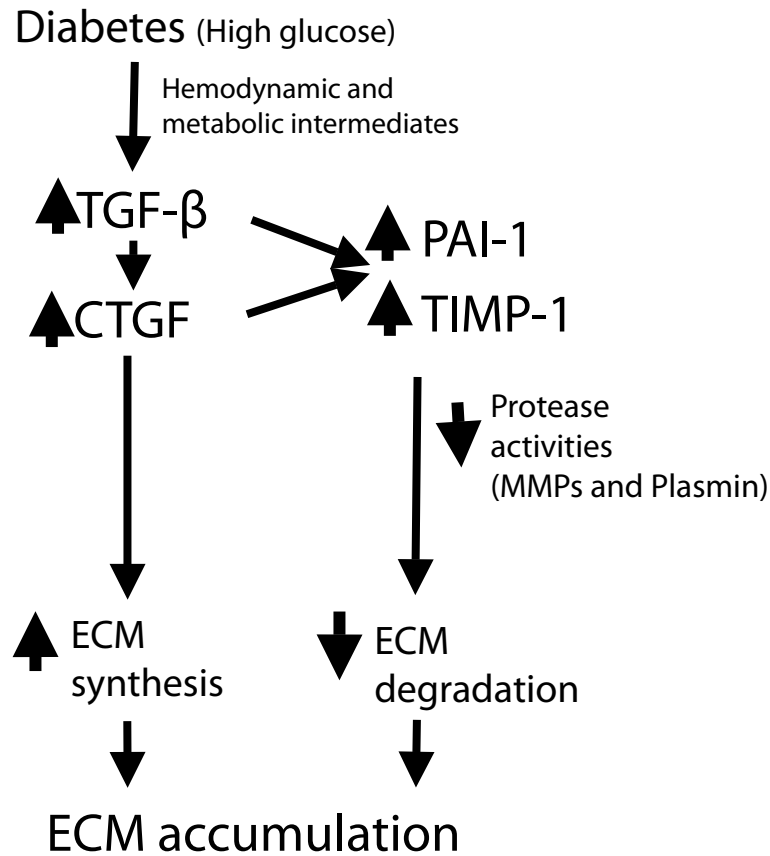 Diabetes (High glucose)
Hemodynamic and
metabolic intermediates
TGF-β
PAI-1
CTGF
TIMP-1
Protease
activities
(MMPs and Plasmin)
ECM
synthesis
ECM
degradation
ECM accumulation